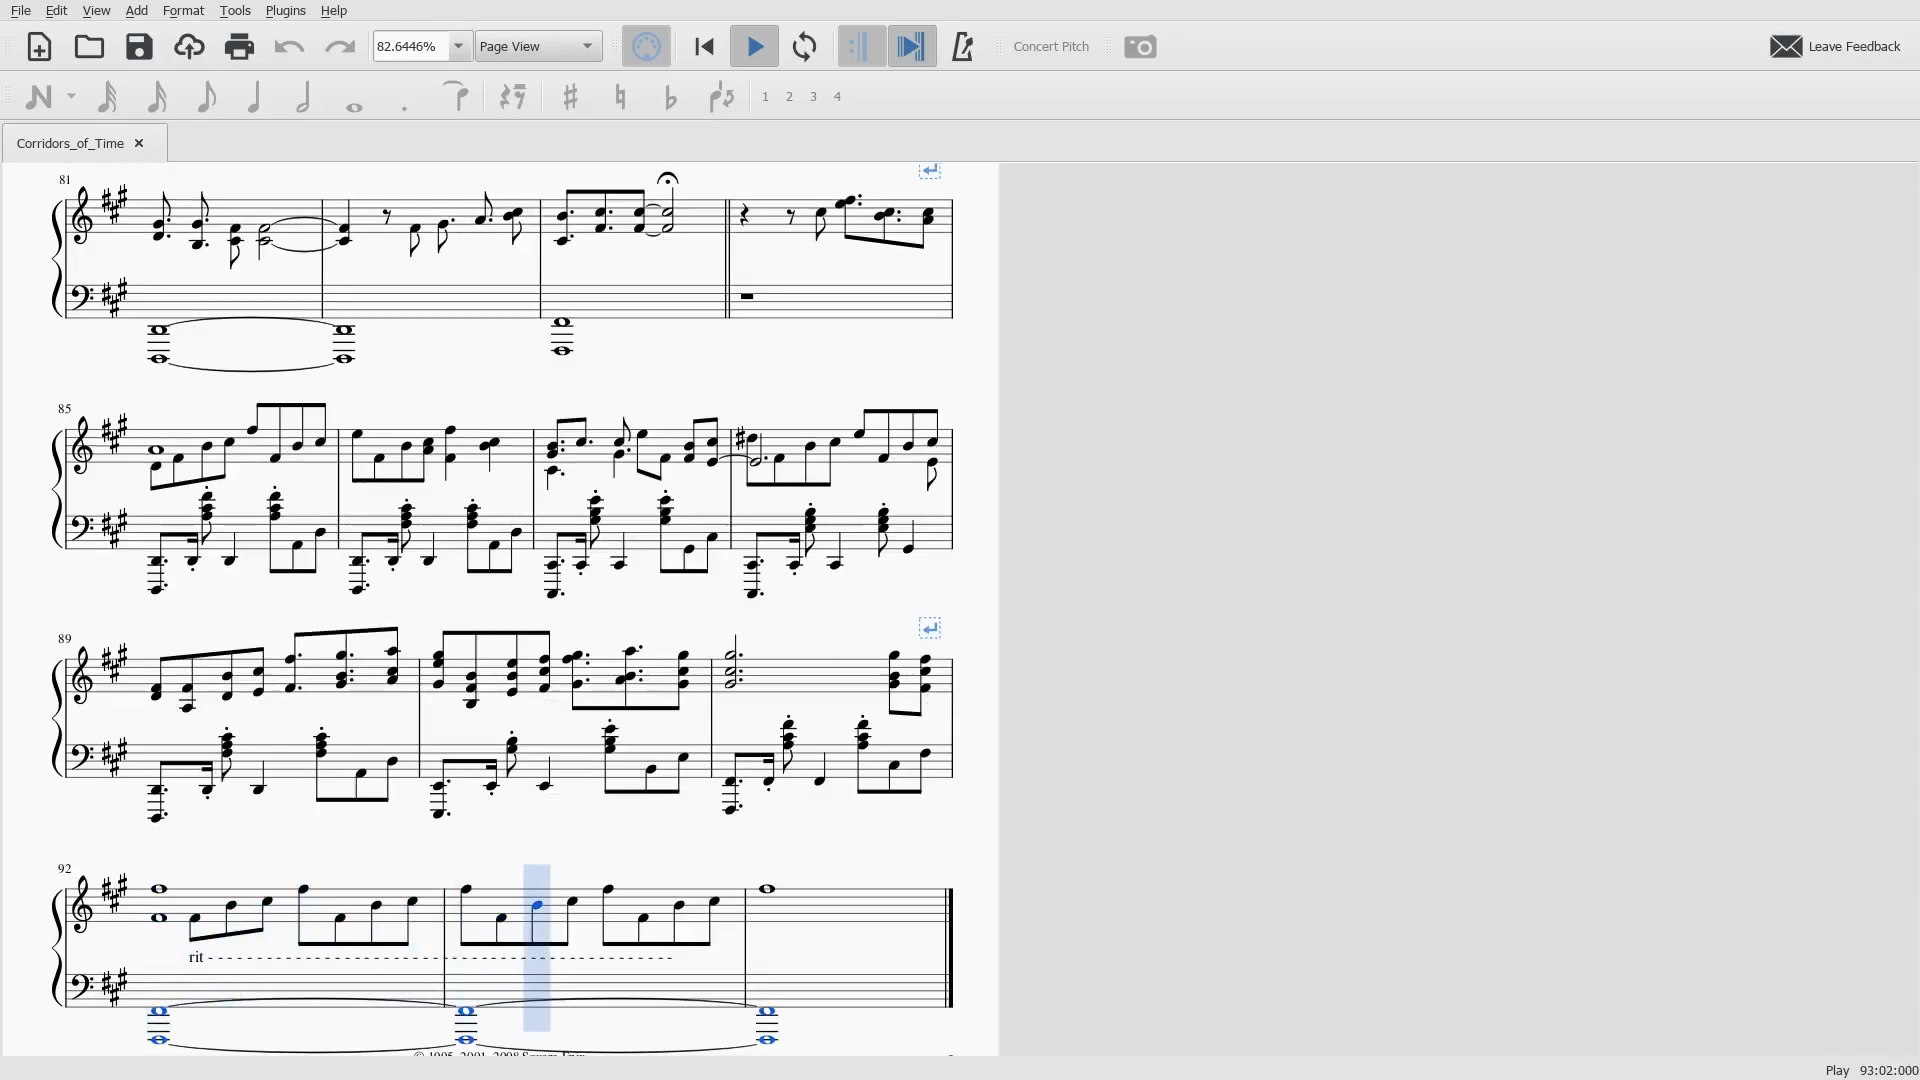 File Edit View Add Format Tools Plugins Help
82.6446% Page View Concert Pitch Leave Feedback
1 2 3 4
Corridors_of_Time
81
85
89
92
rit
Play 93:02:000